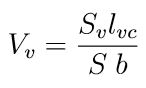 $V_v = \frac{S_v l_{vc}}{S \, b}$